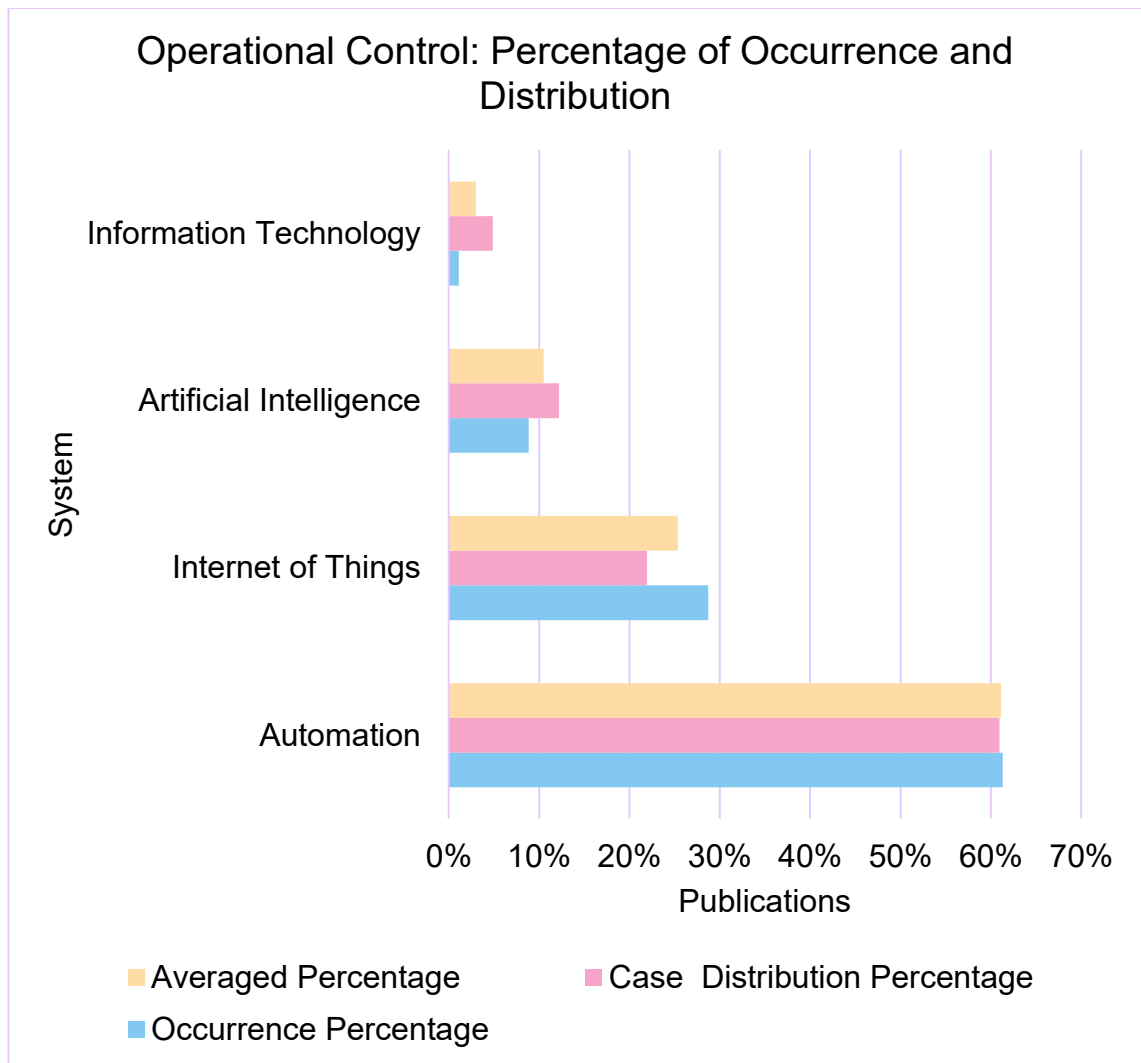 Operational Control: Percentage of Occurrence and
Distribution
Information Technology
Artificial Intelligence
Internet of Things
Automation
System
0% 10% 20% 30% 40% 50% 60% 70%
Publications
Averaged Percentage
Case  Distribution Percentage
Occurrence Percentage